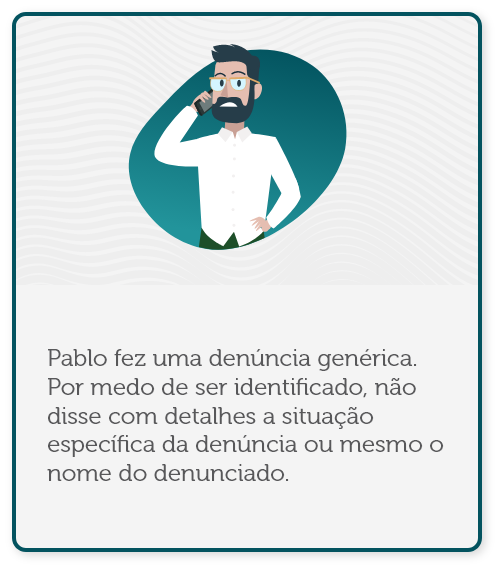 Pablo fez uma denúncia genérica.
Por medo de ser identificado, não
disse com detalhes a situação
específica da denúncia ou mesmo o
nome do denunciado.